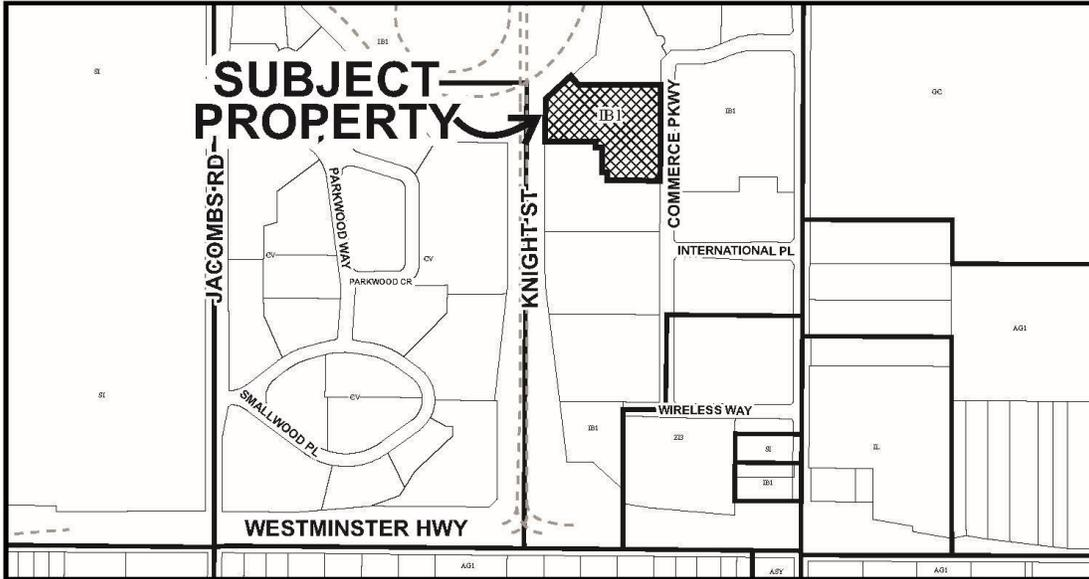 IB1
SI
SUBJECT
PROPERTY
GC
IB1
IB1
JACOMBS RD
PARKWOOD WAY
KNIGHT ST
COMMERCE PKWY
INTERNATIONAL PL
CV
CV
PARKWOOD CR
AG1
SI
CV
SMALLWOOD PL
WIRELESS WAY
IB1
ZI3
SI
IL
IB1
WESTMINSTER HWY
AG1
ASY
AG1